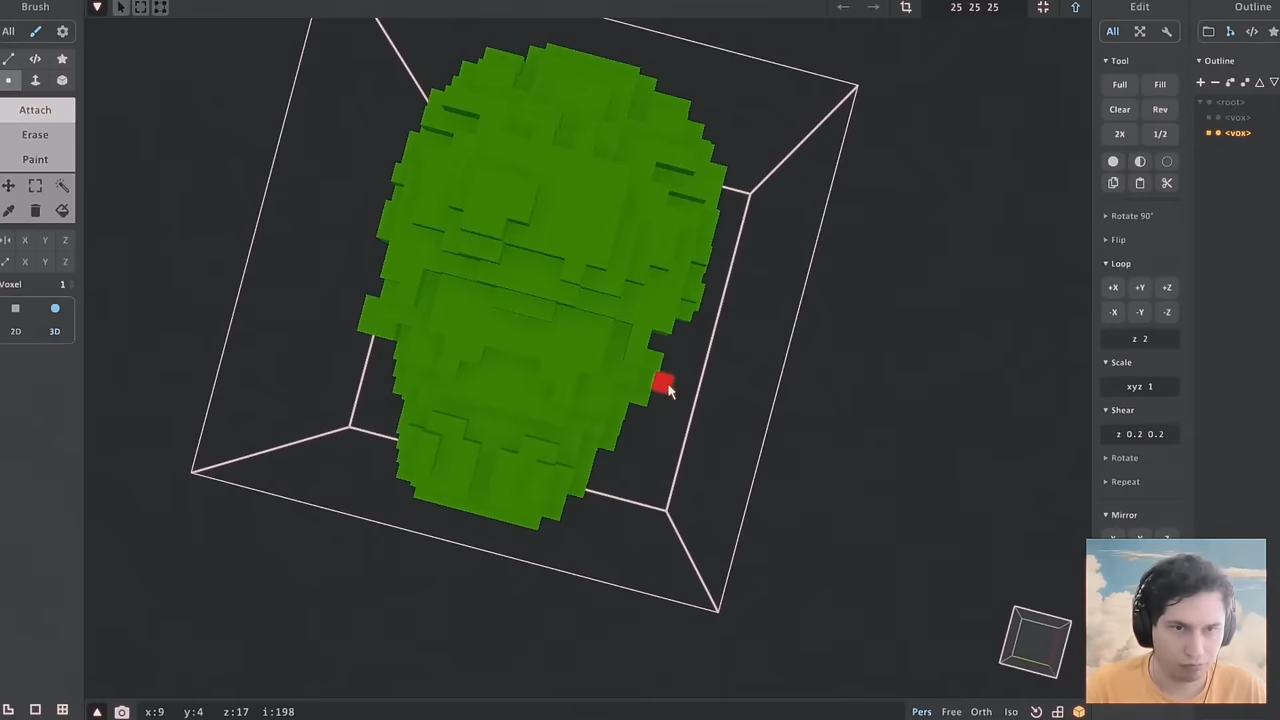 Brush
25 25 25
Edit
Outline
All
All
Tool
Outline
Full Fill
<root>
Attach
Clear Rev
<vox>
Erase
2X 1/2
<vox>
Paint
Rotate 90°
X Y Z
Flip
X Y Z
Loop
Voxel 1
+X +Y +Z
-X -Y -Z
2D 3D
z 2
Scale
xyz 1
Shear
z 0.2 0.2
Rotate
Repeat
Mirror
x:9 y:4 z:17 i:198
Pers Free Orth Iso